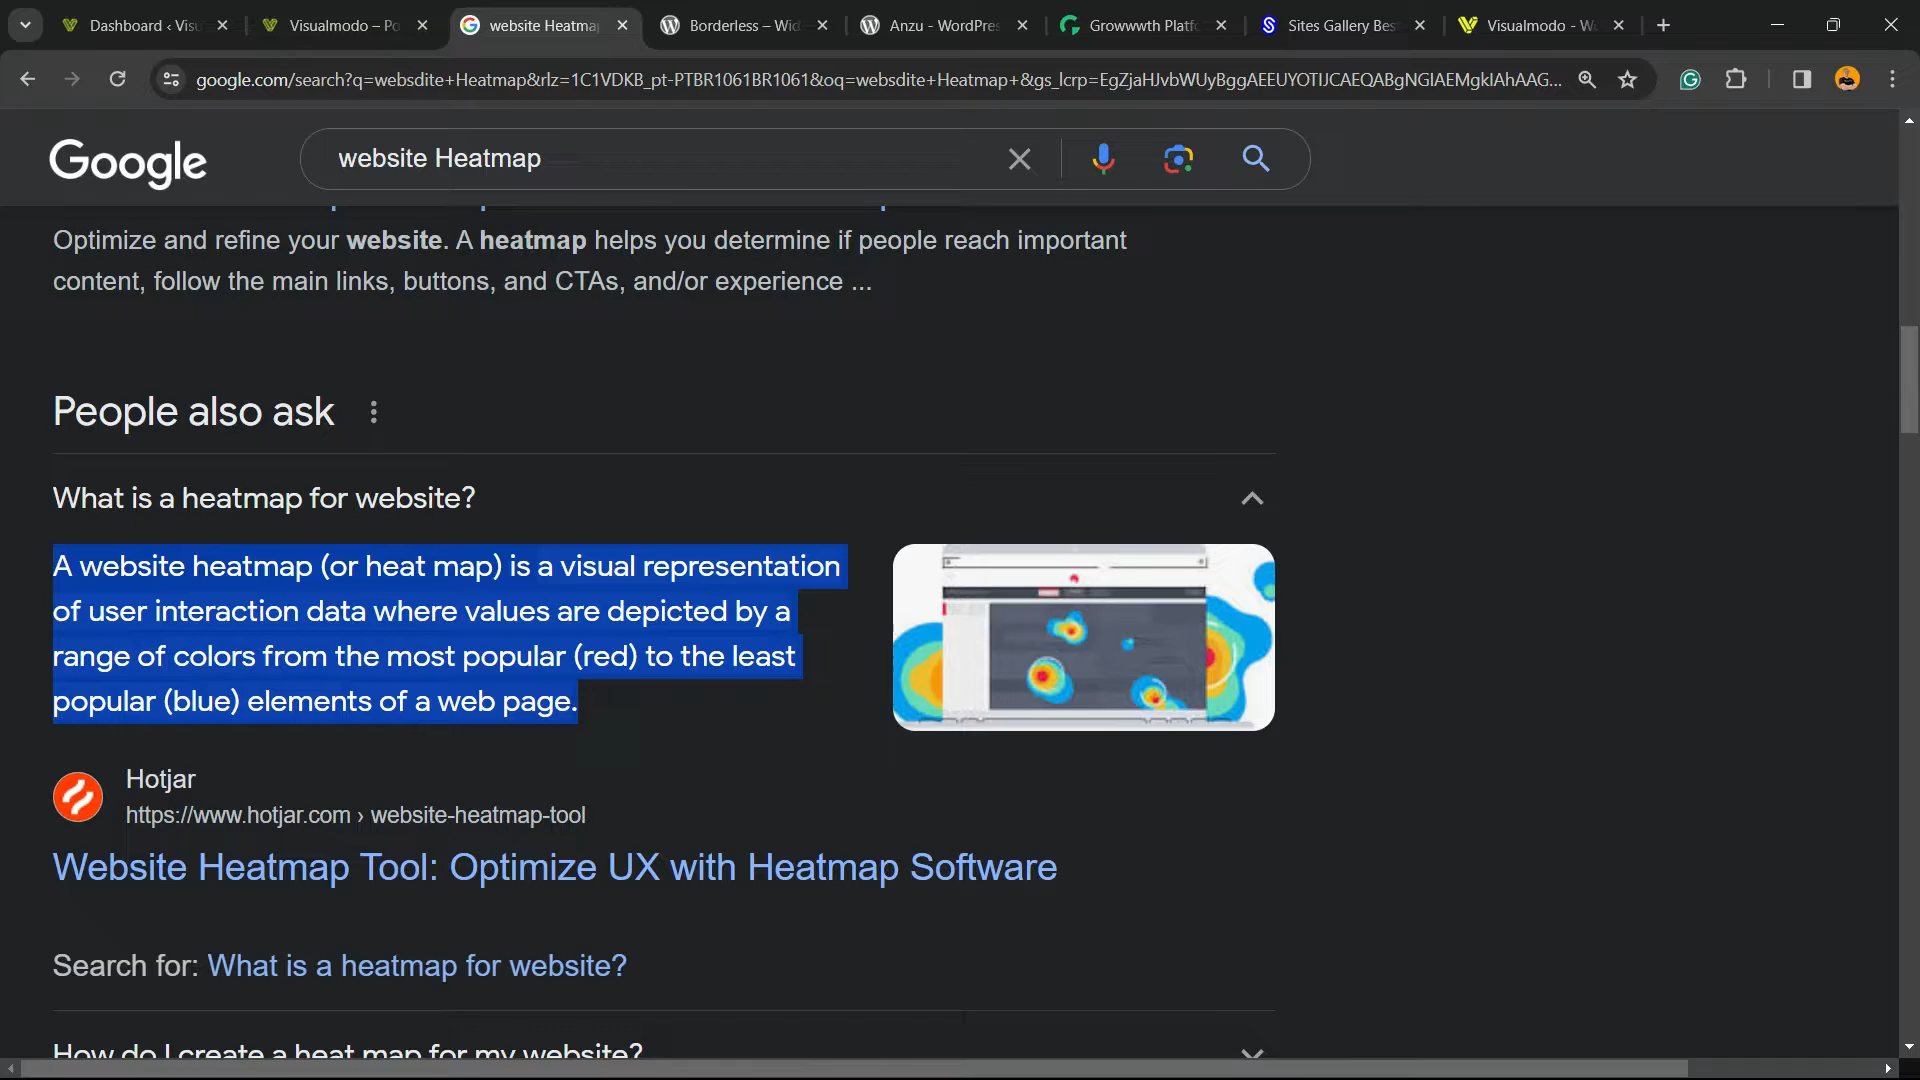 Dashboard ‹ Visu
Visualmodo – Po
website Heatma
Borderless – Wid
Anzu - WordPres
Growwwth Platf
Sites Gallery Bes
Visualmodo - W
google.com/search?q=websdite+Heatmap&rlz=1C1VDKB_pt-PTBR1061BR1061&oq=websdite+Heatmap+&gs_lcrp=EgZjaHJvbWUyBggAEEUYOTIJCAEQABgNGIAEMgkIAhAAG...
Google
website Heatmap
Optimize and refine your website. A heatmap helps you determine if people reach important
content, follow the main links, buttons, and CTAs, and/or experience ...
People also ask
What is a heatmap for website?
A website heatmap (or heat map) is a visual representation
of user interaction data where values are depicted by a
range of colors from the most popular (red) to the least
popular (blue) elements of a web page.
Hotjar
https://www.hotjar.com › website-heatmap-tool
Website Heatmap Tool: Optimize UX with Heatmap Software
Search for: What is a heatmap for website?
How do I create a heat map for my website?